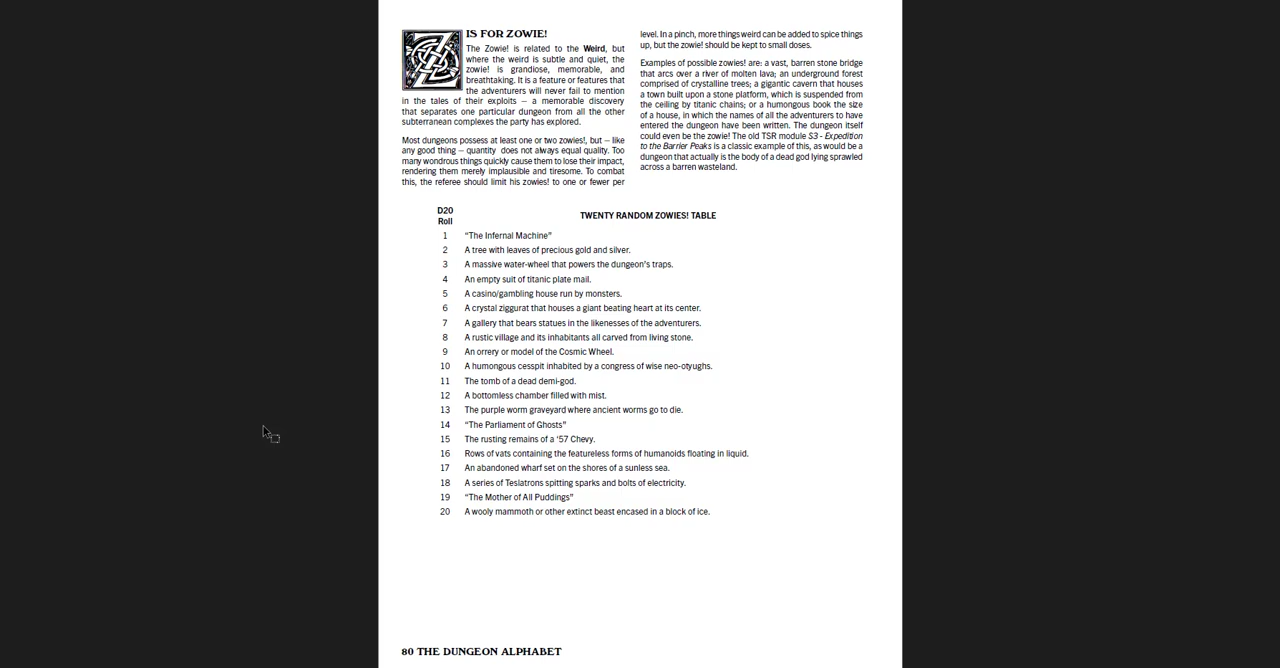 Z IS FOR ZOWIE!
The Zowie! is related to the Weird, but
where the weird is subtle and quiet, the
zowie! is grandiose, memorable, and
breathtaking. It is a feature or features that
the adventurers will never fail to mention
in the tales of their exploits — a memorable discovery
that separates one particular dungeon from all the other
subterranean complexes the party has explored.
Most dungeons possess at least one or two zowies!, but — like
any good thing — quantity does not always equal quality. Too
many wondrous things quickly cause them to lose their impact,
rendering them merely implausible and tiresome. To combat
this, the referee should limit his zowies! to one or fewer per
level. In a pinch, more things weird can be added to spice things
up, but the zowie! should be kept to small doses.
Examples of possible zowies! are: a vast, barren stone bridge
that arcs over a river of molten lava; an underground forest
comprised of crystalline trees; a gigantic cavern that houses
a town built upon a stone platform, which is suspended from
the ceiling by titanic chains; or a humongous book the size
of a house, in which the names of all the adventurers to have
entered the dungeon have been written. The dungeon itself
could even be the zowie! The old TSR module S3 - Expedition
to the Barrier Peaks is a classic example of this, as would be a
dungeon that actually is the body of a dead god lying sprawled
across a barren wasteland.
D20
Roll TWENTY RANDOM ZOWIES! TABLE
1 “The Infernal Machine”
2 A tree with leaves of precious gold and silver.
3 A massive water-wheel that powers the dungeon’s traps.
4 An empty suit of titanic plate mail.
5 A casino/gambling house run by monsters.
6 A crystal ziggurat that houses a giant beating heart at its center.
7 A gallery that bears statues in the likenesses of the adventurers.
8 A rustic village and its inhabitants all carved from living stone.
9 An orrery or model of the Cosmic Wheel.
10 A humongous cesspit inhabited by a congress of wise neo-otyughs.
11 The tomb of a dead demi-god.
12 A bottomless chamber filled with mist.
13 The purple worm graveyard where ancient worms go to die.
14 “The Parliament of Ghosts”
15 The rusting remains of a ‘57 Chevy.
16 Rows of vats containing the featureless forms of humanoids floating in liquid.
17 An abandoned wharf set on the shores of a sunless sea.
18 A series of Teslatrons spitting sparks and bolts of electricity.
19 “The Mother of All Puddings”
20 A wooly mammoth or other extinct beast encased in a block of ice.
80 THE DUNGEON ALPHABET